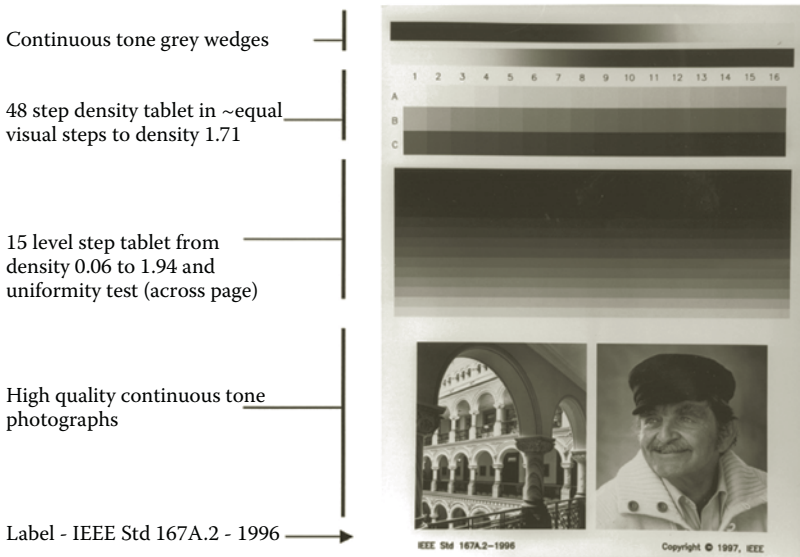 Continuous tone grey wedges
1 2 3 4 5 6 7 8 9 10 11 12 13 14 15 16
A
48 step density tablet in ~equal
B
visual steps to density 1.71
C
15 level step tablet from
density 0.06 to 1.94 and
uniformity test (across page)
High quality continuous tone
photographs
Label - IEEE Std 167A.2 - 1996
IEEE Std 167A.2-1996
Copyright © 1997, IEEE